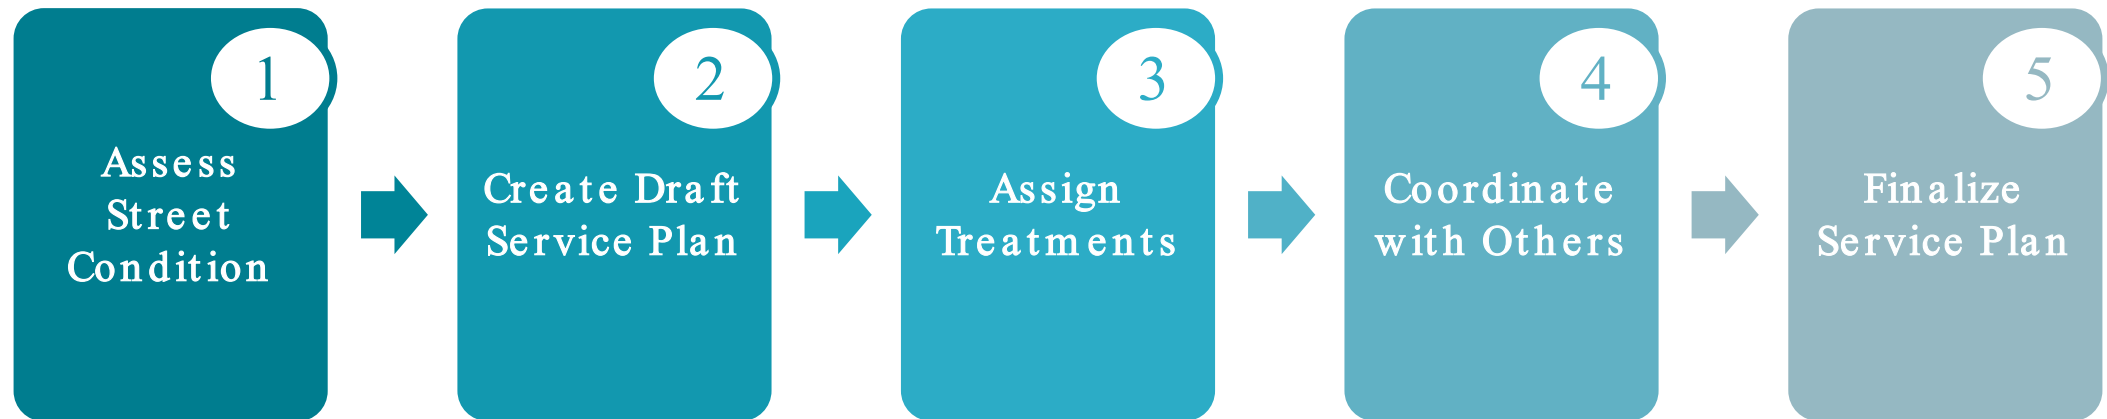 1
Assess
Street
Condition
2
Create Draft
Service Plan
3
Assign
Treatments
4
Coordinate
with Others
5
Finalize
Service Plan